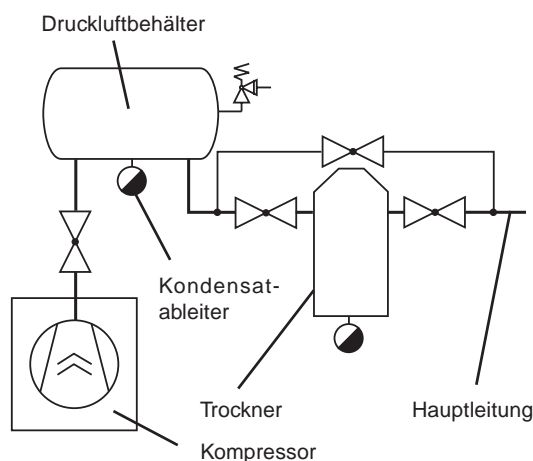 Druckluftbehälter
Kondensat-
ableiter
Trockner
Hauptleitung
Kompressor